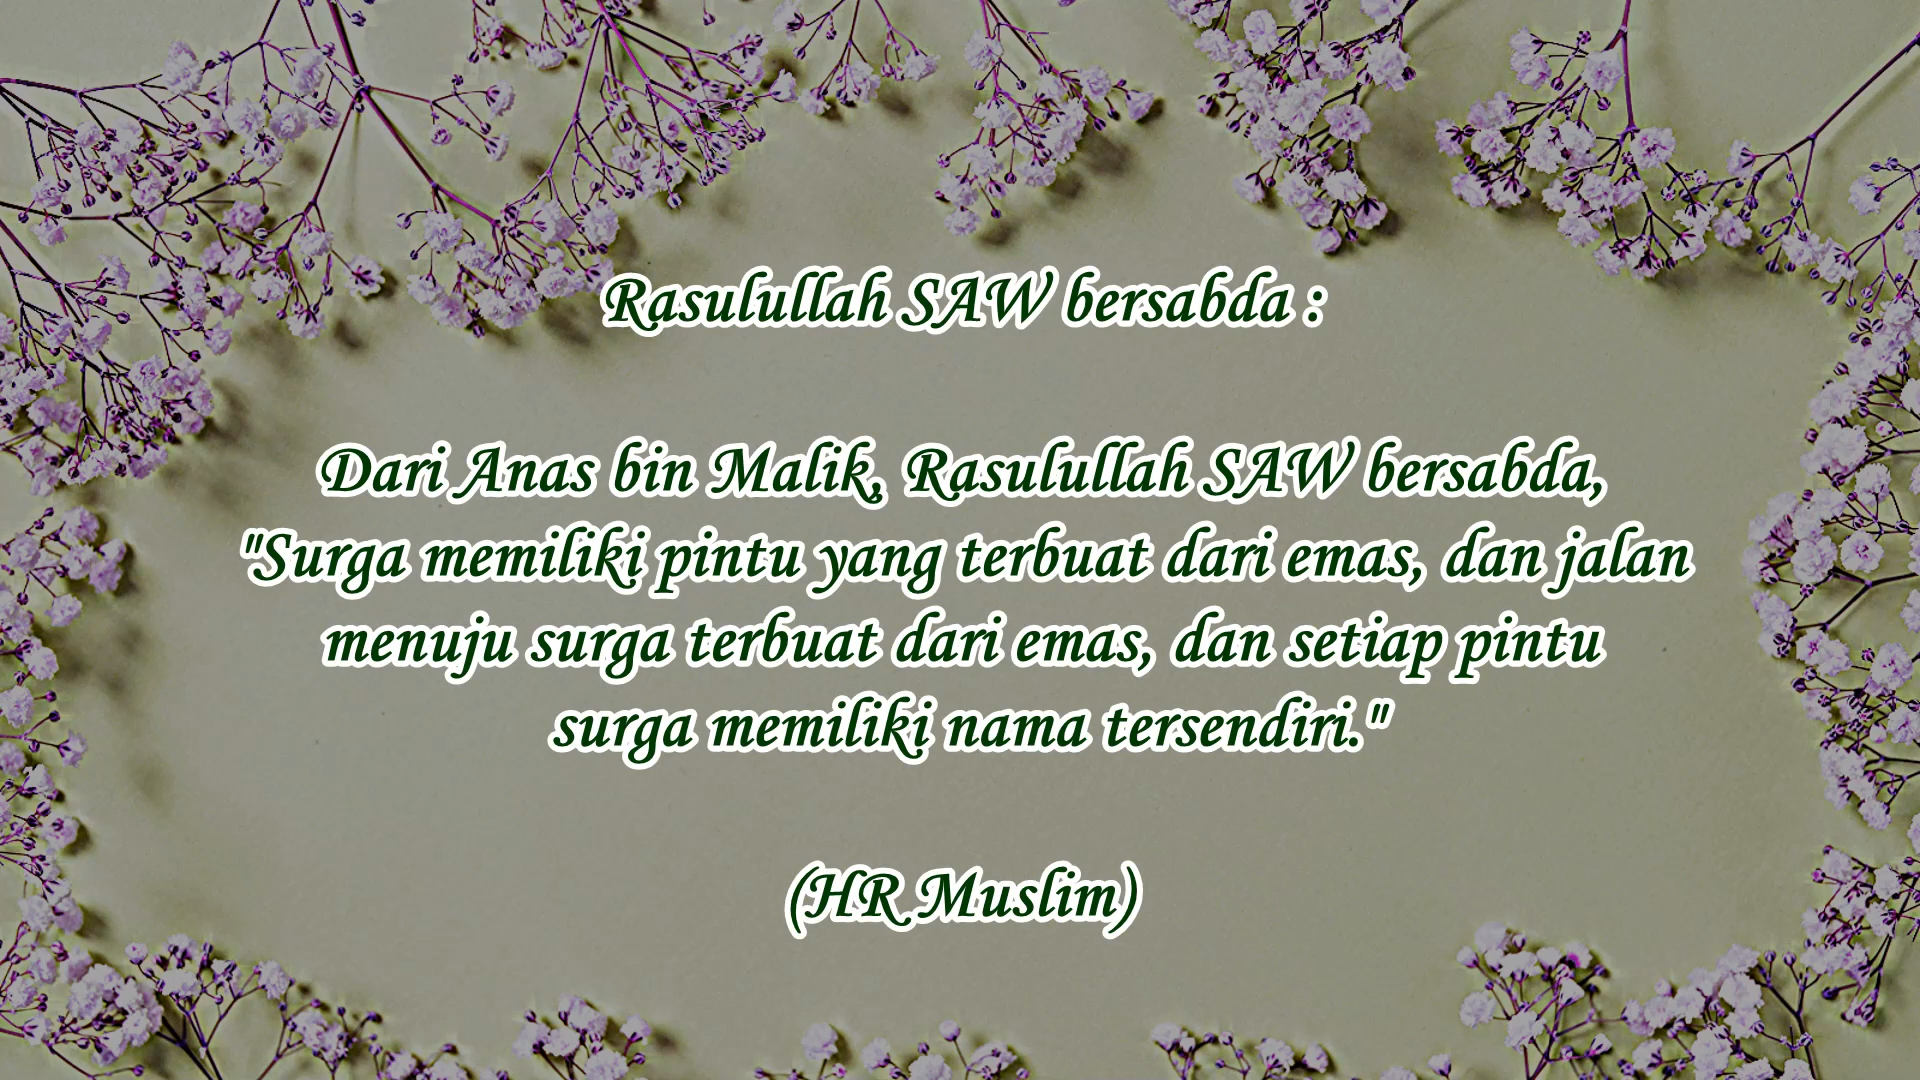 Rasulullah SAW bersabda :
Dari Anas bin Malik, Rasulullah SAW bersabda,
"Surga memiliki pintu yang terbuat dari emas, dan jalan
menuju surga terbuat dari emas, dan setiap pintu
surga memiliki nama tersendiri."
(HR Muslim)